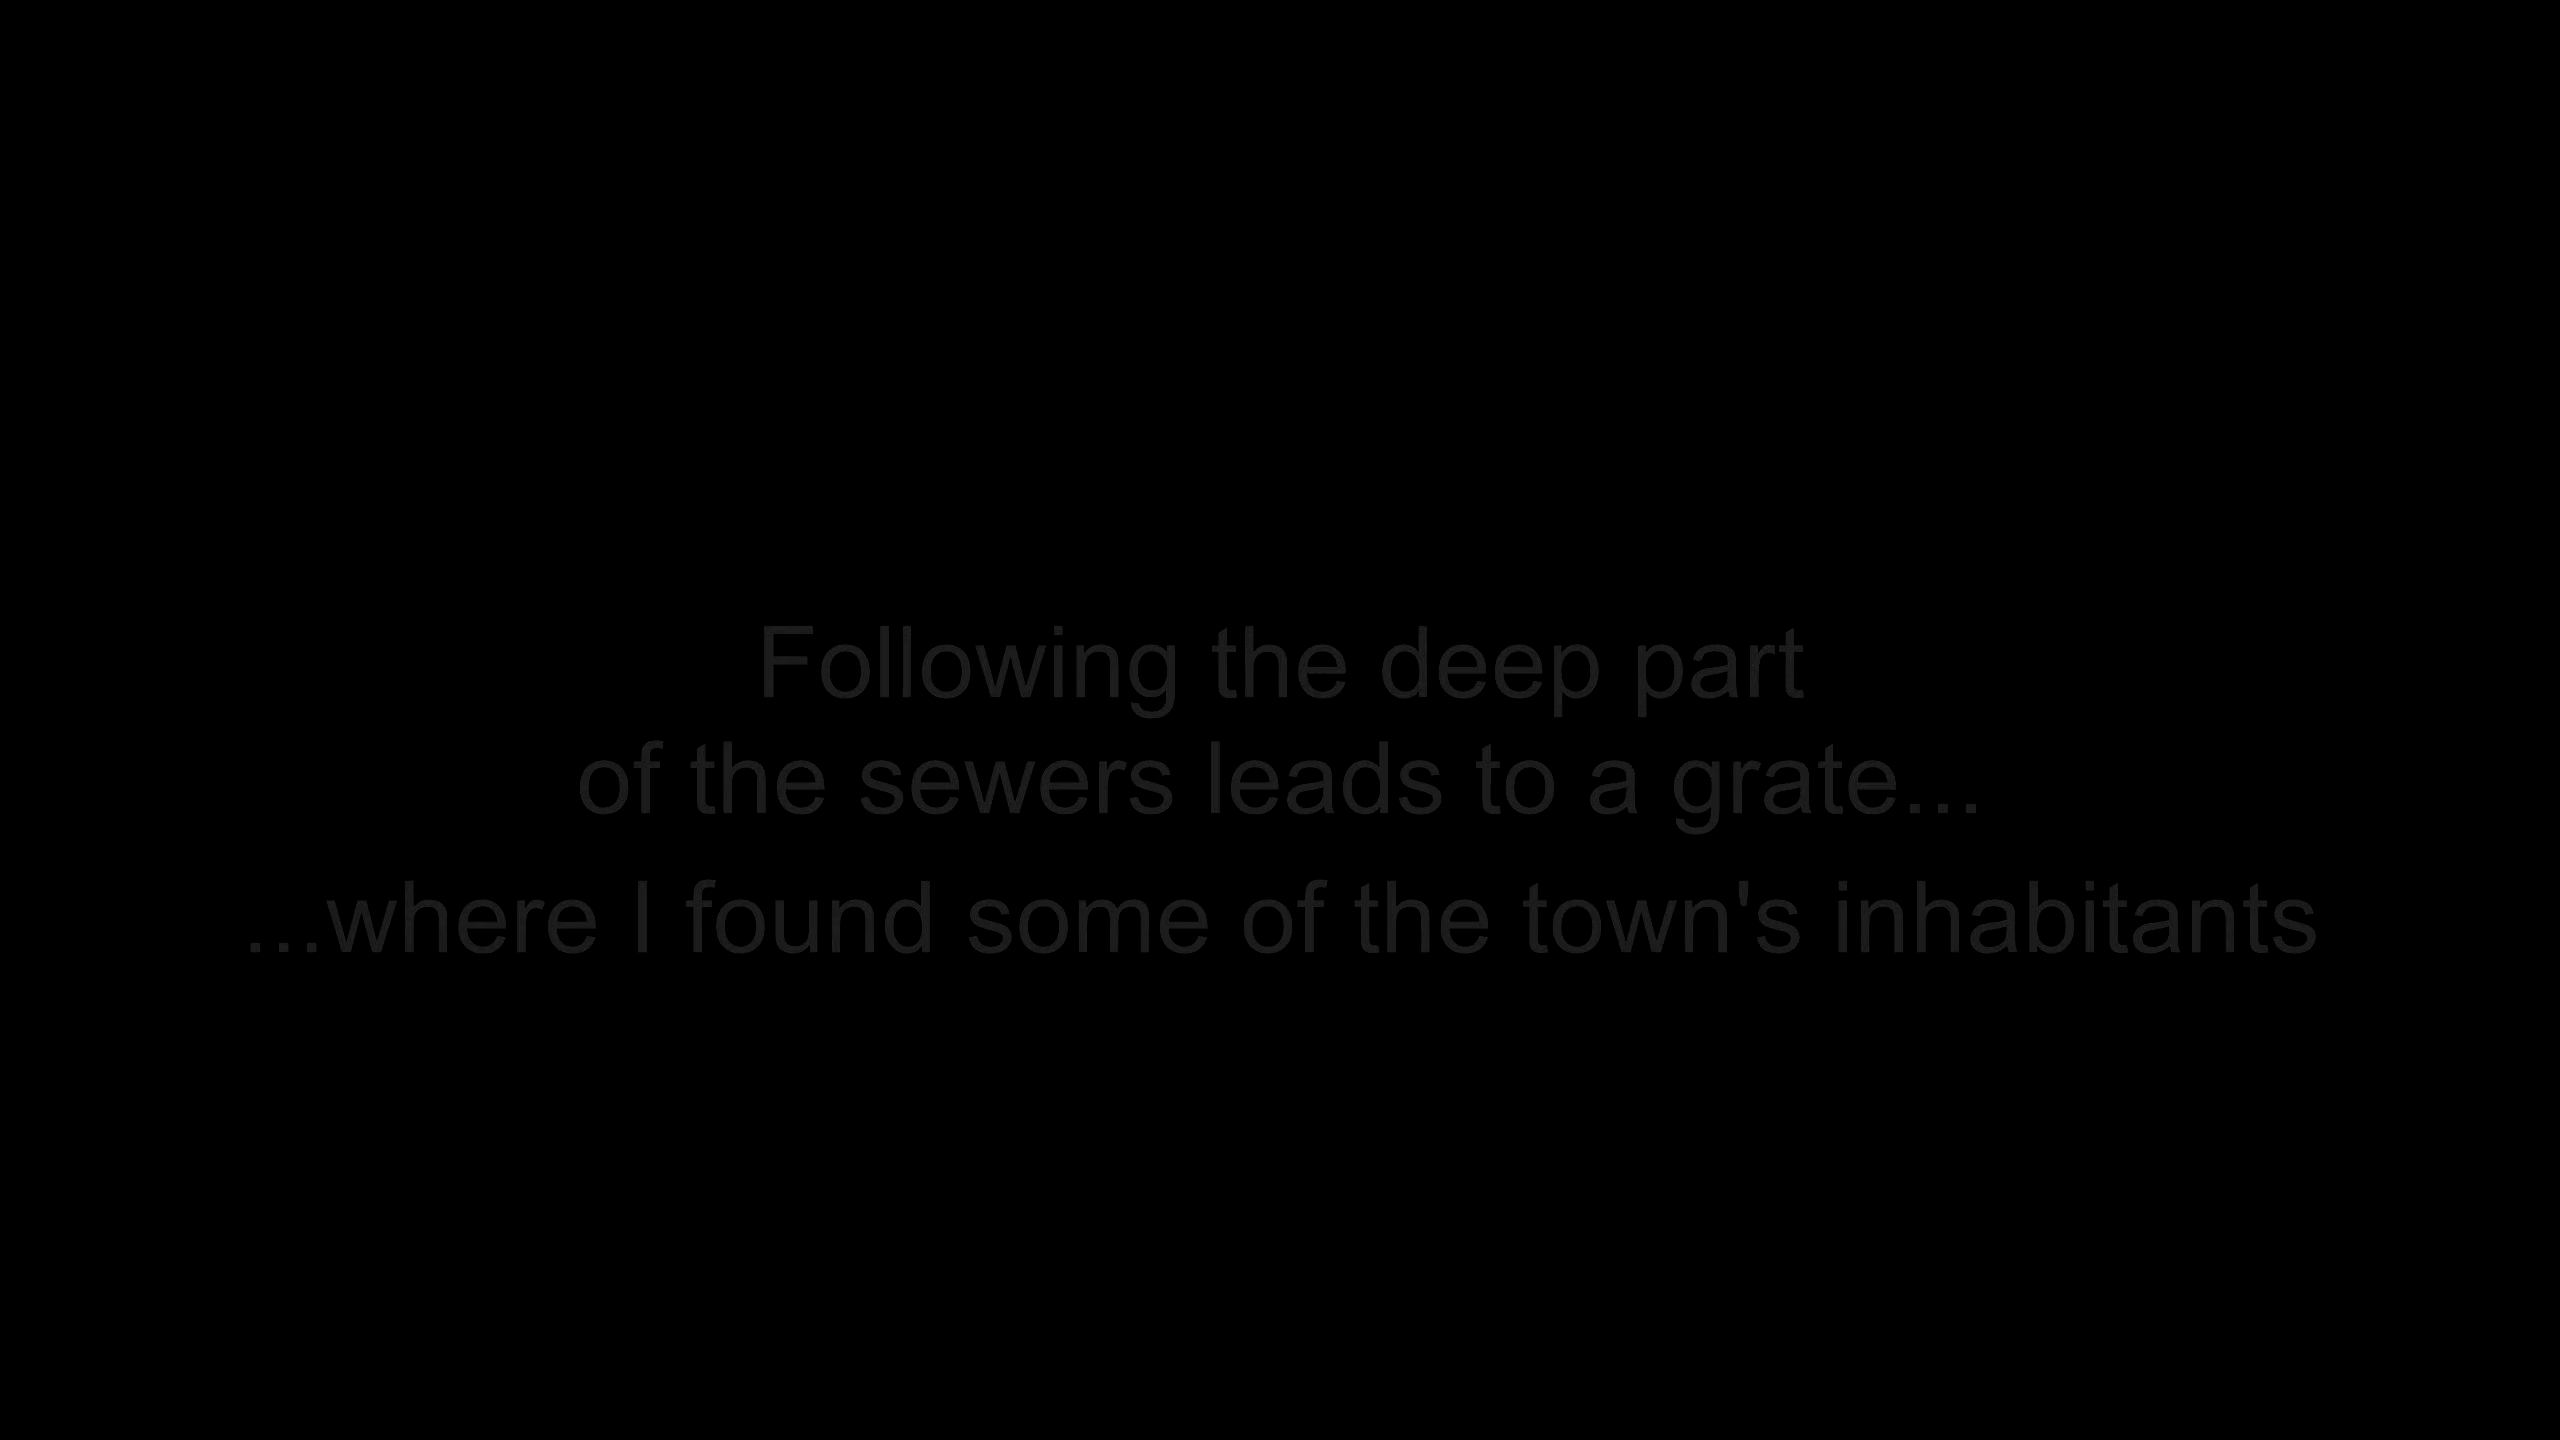 Following the deep part
of the sewers leads to a grate...
...where I found some of the town's inhabitants